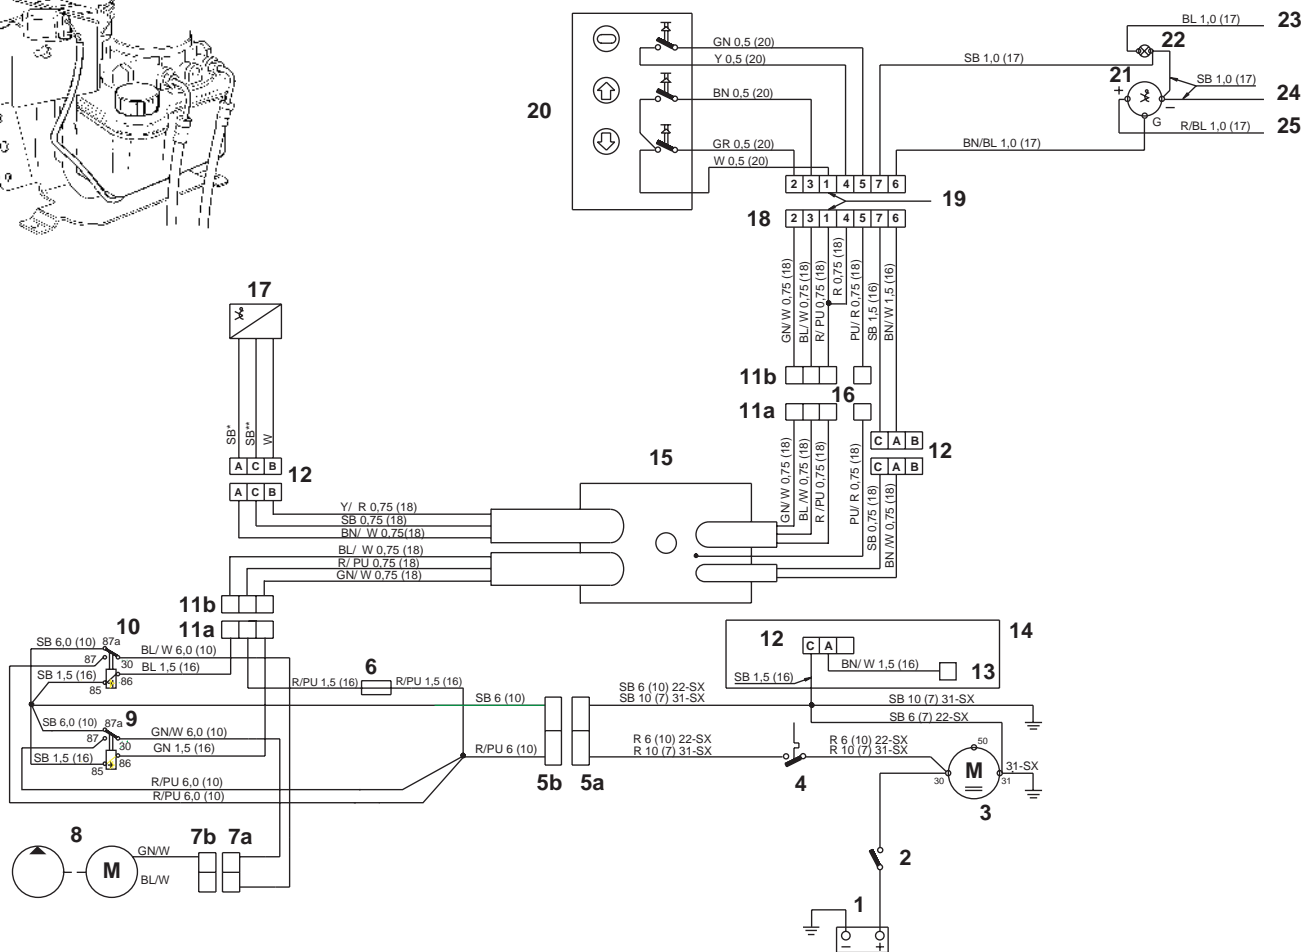 BL 1,0 (17)
23
22
GN 0,5 (20)
Y 0,5 (20)
SB 1,0 (17)
21
SB 1,0 (17)
24
+
−
G
20
BN 0,5 (20)
R/BL 1,0 (17)
25
GR 0,5 (20)
BN/BL 1,0 (17)
W 0,5 (20)
2 3 1 4 5 7 6
19
18
2 3 1 4 5 7 6
GN/ W 0,75 (18)
BL/ W 0,75 (18)
R/ PU 0,75 (18)
R 0,75 (18)
PU/ R 0,75 (18)
SB 1,5 (16)
BN/ W 1,5 (16)
17
11b
16
11a
SB*
SB**
W
C A B
12
C A B
A C B
12
A C B
15
GN/ W 0,75 (18)
BL /W 0,75 (18)
R /PU 0,75 (18)
PU/ R 0,75 (18)
SB 0,75 (18)
BN /W 0,75 (18)
Y/ R 0,75 (18)
SB 0,75 (18)
BN/ W 0,75(18)
BL/ W 0,75 (18)
R/ PU 0,75 (18)
GN/ W 0,75 (18)
11b
11a
10
SB 6,0 (10)
87a
87
30
BL/ W 6,0 (10)
BL 1,5 (16)
SB 1,5 (16)
85
86
6
R/PU 1,5 (16)
R/PU 1,5 (16)
12
C A
14
BN/ W 1,5 (16)
13
SB 1,5 (16)
SB 6 (10)
SB 6 (10) 22-SX
SB 10 (7) 31-SX
SB 10 (7) 31-SX
SB 6 (7) 22-SX
9
SB 6,0 (10)
87a
87
30
GN/W 6,0 (10)
GN 1,5 (16)
SB 1,5 (16)
85
86
R/PU 6 (10)
R 6 (10) 22-SX
R 10 (7) 31-SX
R 6 (10) 22-SX
R 10 (7) 31-SX
50
M
30
31
31-SX
R/PU 6,0 (10)
R/PU 6,0 (10)
5b
5a
4
3
8
7b
7a
M
GN/W
BL/W
2
1
−
+